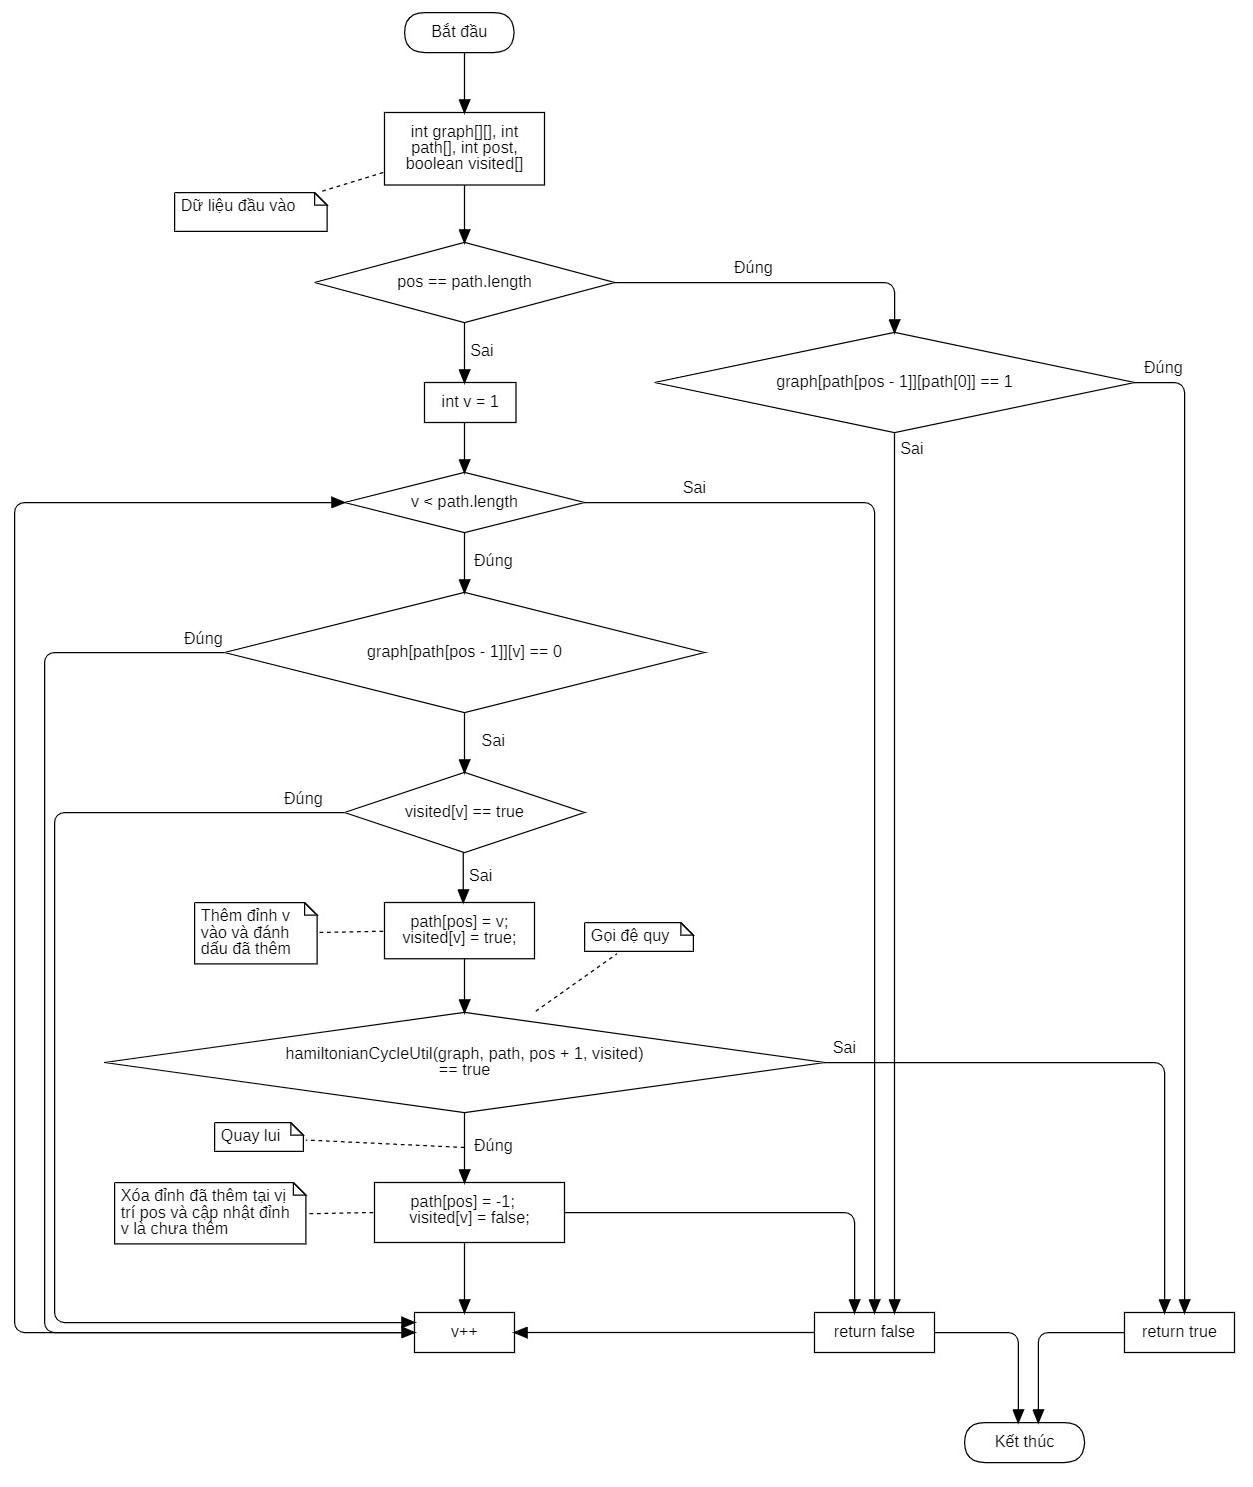 Bắt đầu
int graph[][], int
path[], int post,
boolean visited[]
Dữ liệu đầu vào
pos == path.length
Đúng
Sai
graph[path[pos - 1]][path[0]] == 1
Đúng
Sai
int v = 1
v < path.length
Sai
Đúng
graph[path[pos - 1]][v] == 0
Đúng
Sai
visited[v] == true
Đúng
Sai
path[pos] = v;
visited[v] = true;
Thêm đỉnh v
vào và đánh
dấu đã thêm
Gọi đệ quy
hamiltonianCycleUtil(graph, path, pos + 1, visited)
== true
Sai
Quay lui
Đúng
Xóa đỉnh đã thêm tại vị
trí pos và cập nhật đỉnh
v là chưa thêm
path[pos] = -1;
visited[v] = false;
v++
return false
return true
Kết thúc